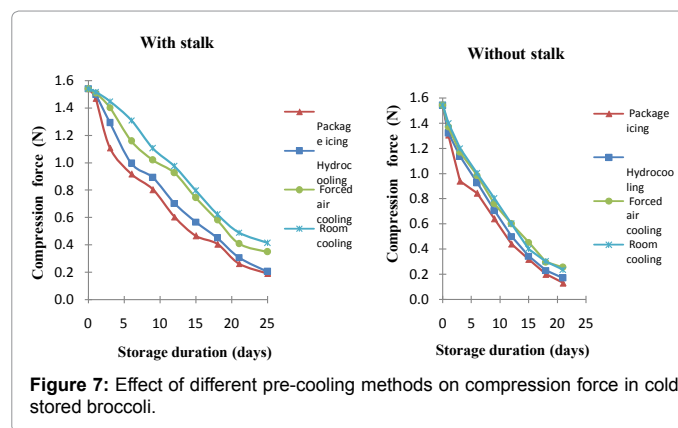 With stalk
1.6
1.4
1.2
1.0
0.8
0.6
0.4
0.2
0.0
Compression force (N)
0
5
10
15
20
25
Storage duration (days)
Packag
e icing
Hydroc
ooling
Forced
air
cooling
Room
cooling
Without stalk
1.6
1.4
1.2
1.0
0.8
0.6
0.4
0.2
0.0
Compression force (N)
0
5
10
15
20
25
Storage duration (days)
Package
icing
Hydrocoo
ling
Forced
air
cooling
Room
cooling
Figure 7: Effect of different pre-cooling methods on compression force in cold
stored broccoli.